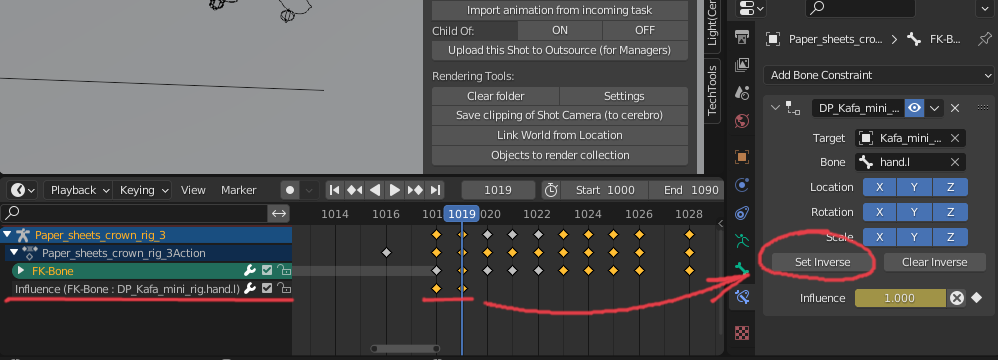 Import animation from incoming task
Child Of: ON OFF
Upload this Shot to Outsource (for Managers)
Rendering Tools:
Clear folder Settings
Save clipping of Shot Camera (to cerebro)
Link World from Location
Objects to render collection
Light(Cer
TechTools
Paper_sheets_cro... FK-B...
Add Bone Constraint
DP_Kafa_mini_...
Target Kafa_mini_...
Bone hand.l
Location X Y Z
Rotation X Y Z
Scale X Y Z
Set Inverse Clear Inverse
Influence 1.000
Playback Keying View Marker 1019 Start 1000 End 1090
1014 1016 101 1019 020 1022 1024 1026 1028
Paper_sheets_crown_rig_3
Paper_sheets_crown_rig_3Action
FK-Bone
Influence (FK-Bone : DP_Kafa_mini_rig.hand.l)